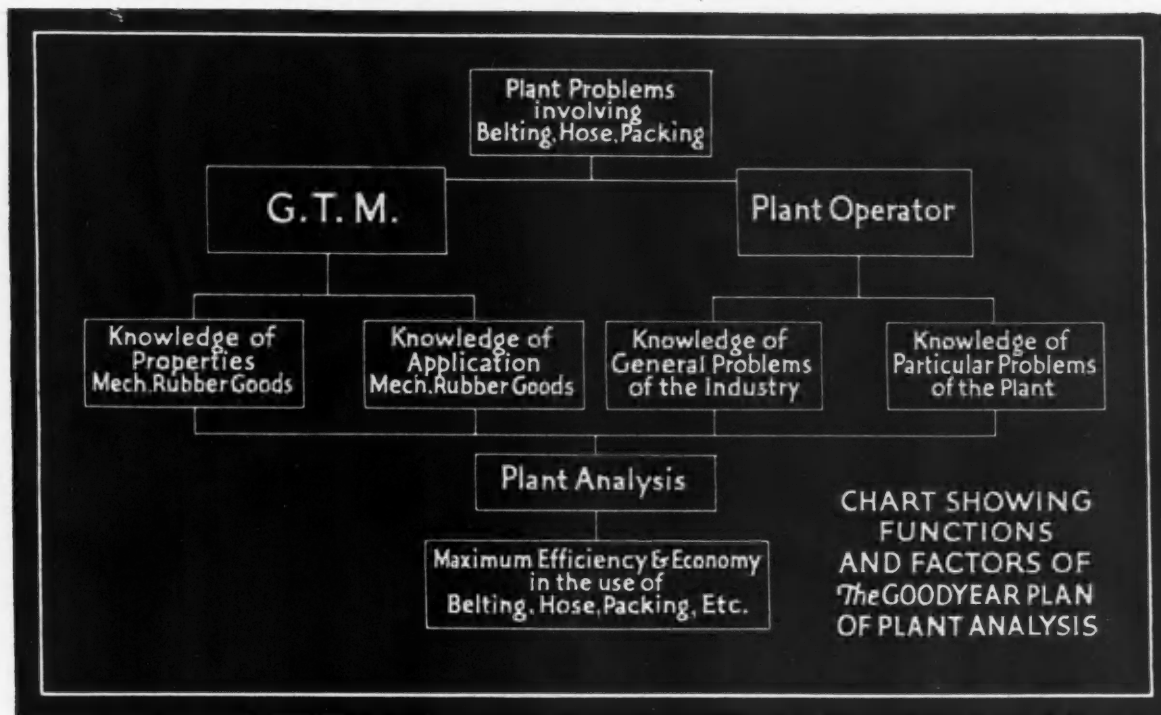 Plant Problems
involving
Belting, Hose, Packing
G. T. M.
Plant Operator
Knowledge of
Properties
Mech. Rubber Goods
Knowledge of
Application
Mech. Rubber Goods
Knowledge of
General Problems
of the Industry
Knowledge of
Particular Problems
of the Plant
Plant Analysis
Maximum Efficiency & Economy
in the use of
Belting, Hose, Packing, Etc.
CHART SHOWING
FUNCTIONS
AND FACTORS OF
The GOODYEAR PLAN
OF PLANT ANALYSIS